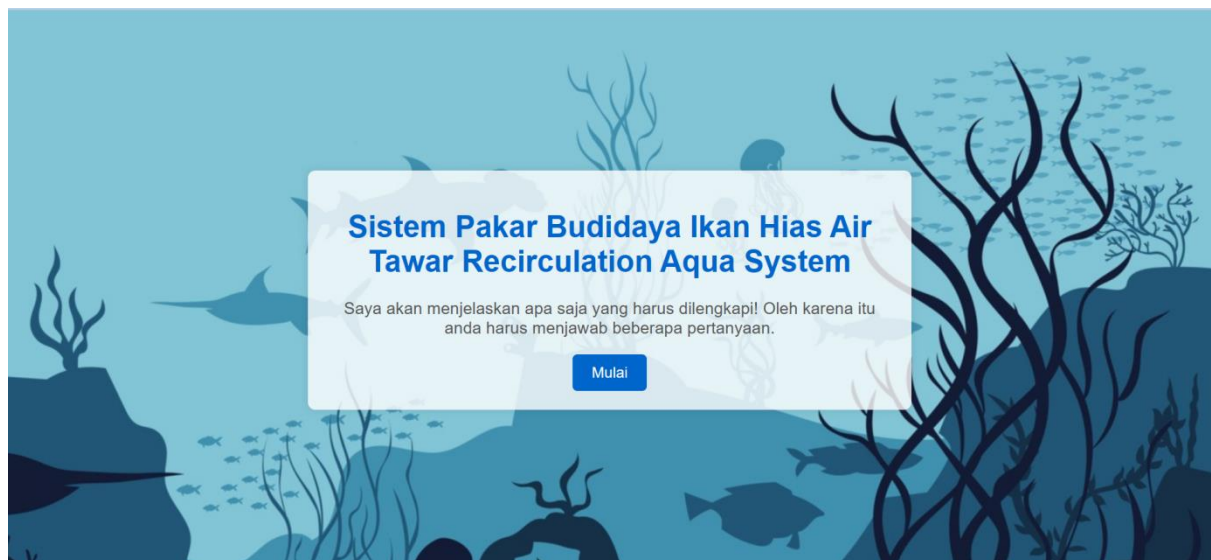 Sistem Pakar Budidaya Ikan Hias Air
Tawar Recirculation Aqua System
Saya akan menjelaskan apa saja yang harus dilengkapi! Oleh karena itu
anda harus menjawab beberapa pertanyaan.
Mulai